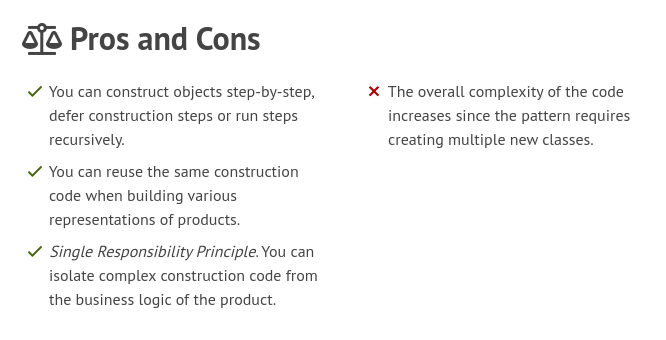 Pros and Cons
You can construct objects step-by-step,
defer construction steps or run steps
recursively.
You can reuse the same construction
code when building various
representations of products.
Single Responsibility Principle. You can
isolate complex construction code from
the business logic of the product.
The overall complexity of the code
increases since the pattern requires
creating multiple new classes.